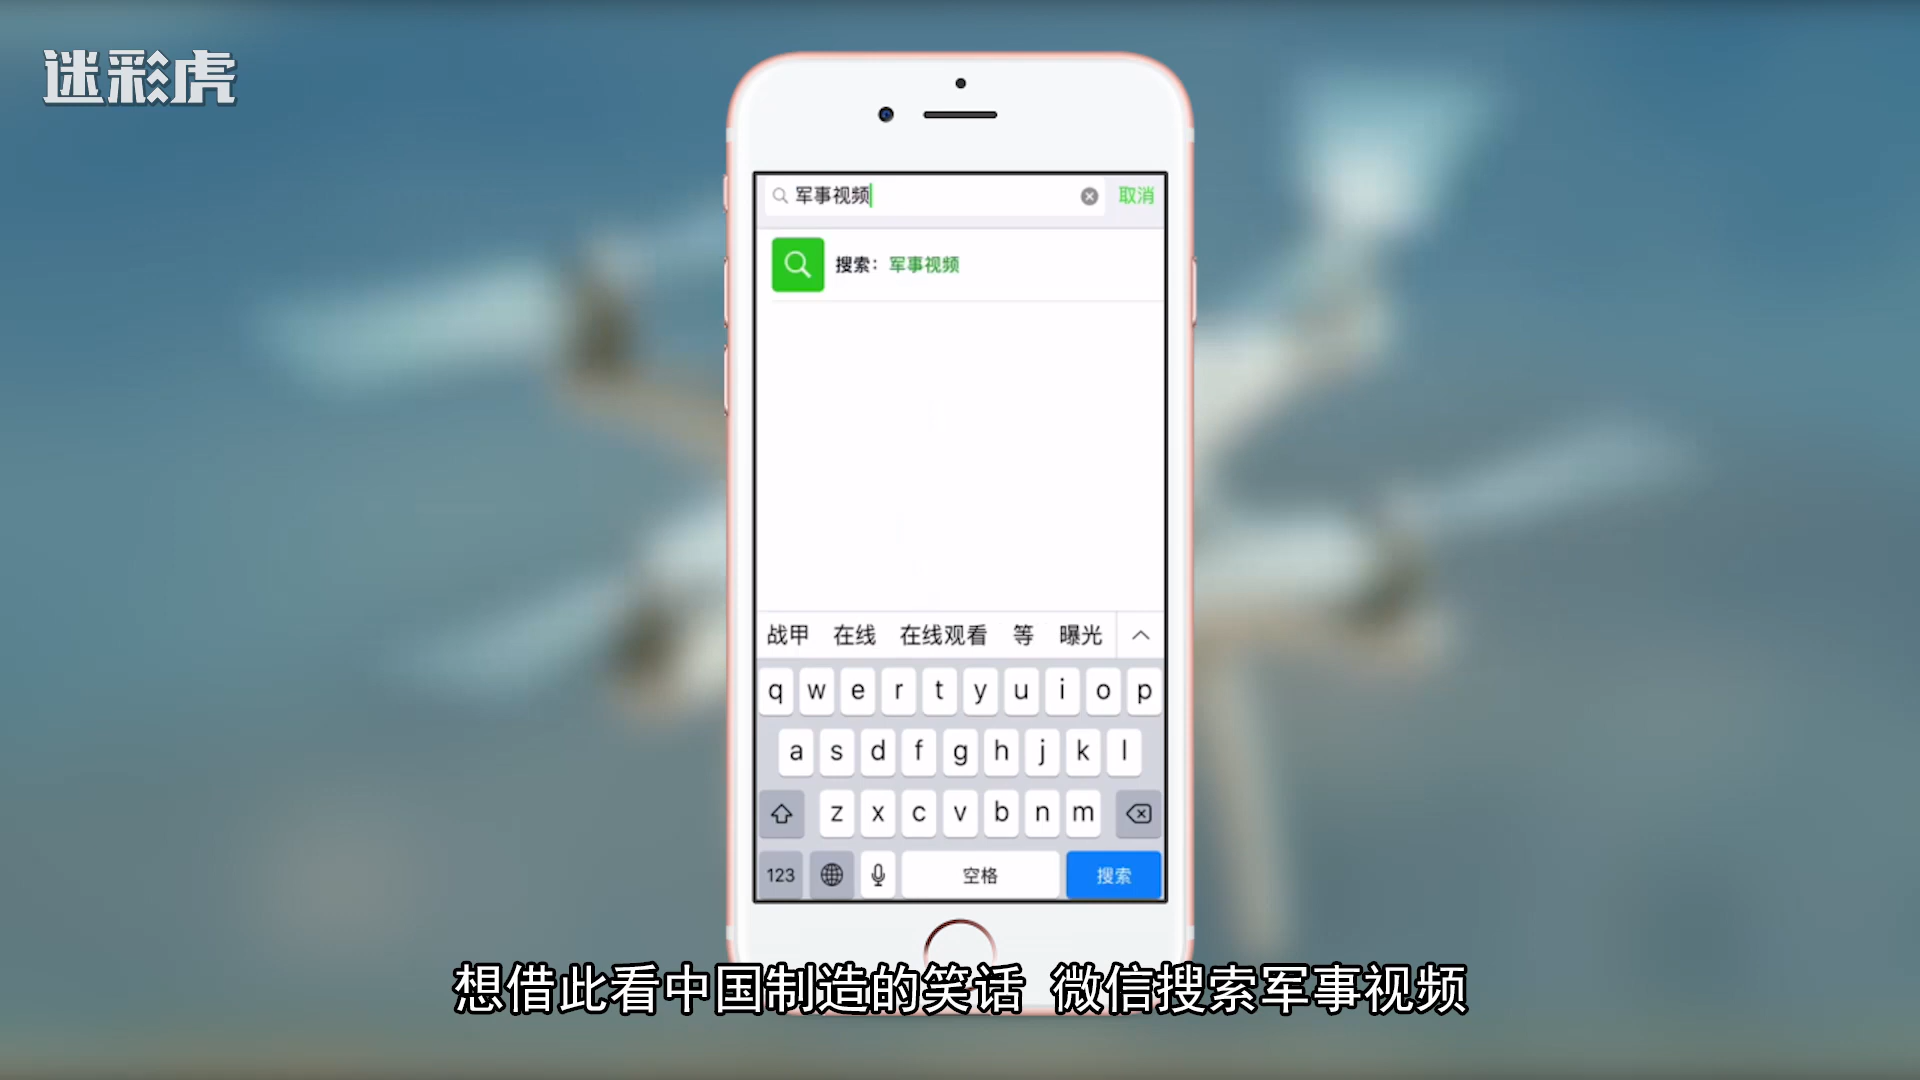 迷彩虎
军事视频 取消
搜索：军事视频
战甲 在线 在线观看 等 曝光
q w e r t y u i o p
a s d f g h j k l
z x c v b n m
123 空格 搜索
想借此看中国制造的笑话 微信搜索军事视频